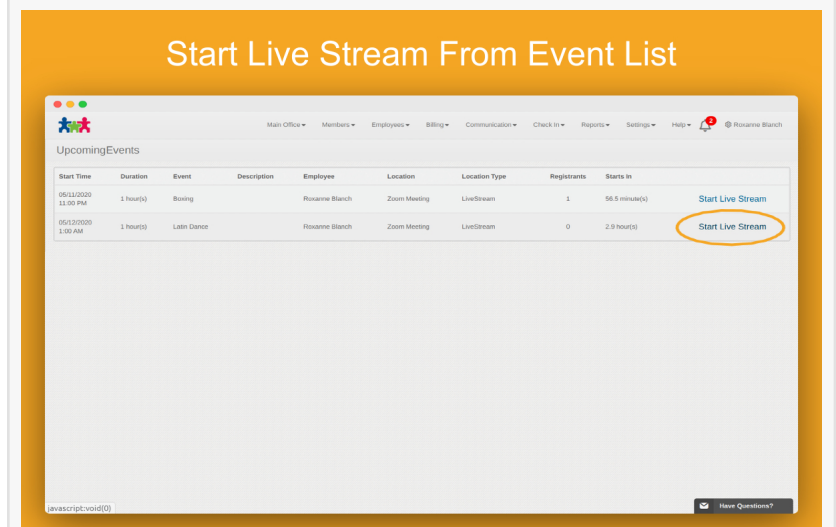 Start Live Stream From Event List
Main Office Members Employees Billing Communication Check In Reports Settings Help 2 Roxanne Blanch
UpcomingEvents
Start Time Duration Event Description Employee Location Location Type Registrants Starts In
05/11/2020
11:00 PM 1 hour(s) Boxing Roxanne Blanch Zoom Meeting LiveStream 1 56.5 minute(s) Start Live Stream
05/12/2020
1:00 AM 1 hour(s) Latin Dance Roxanne Blanch Zoom Meeting LiveStream 0 2.9 hour(s) Start Live Stream
javascript:void(0)
Have Questions?